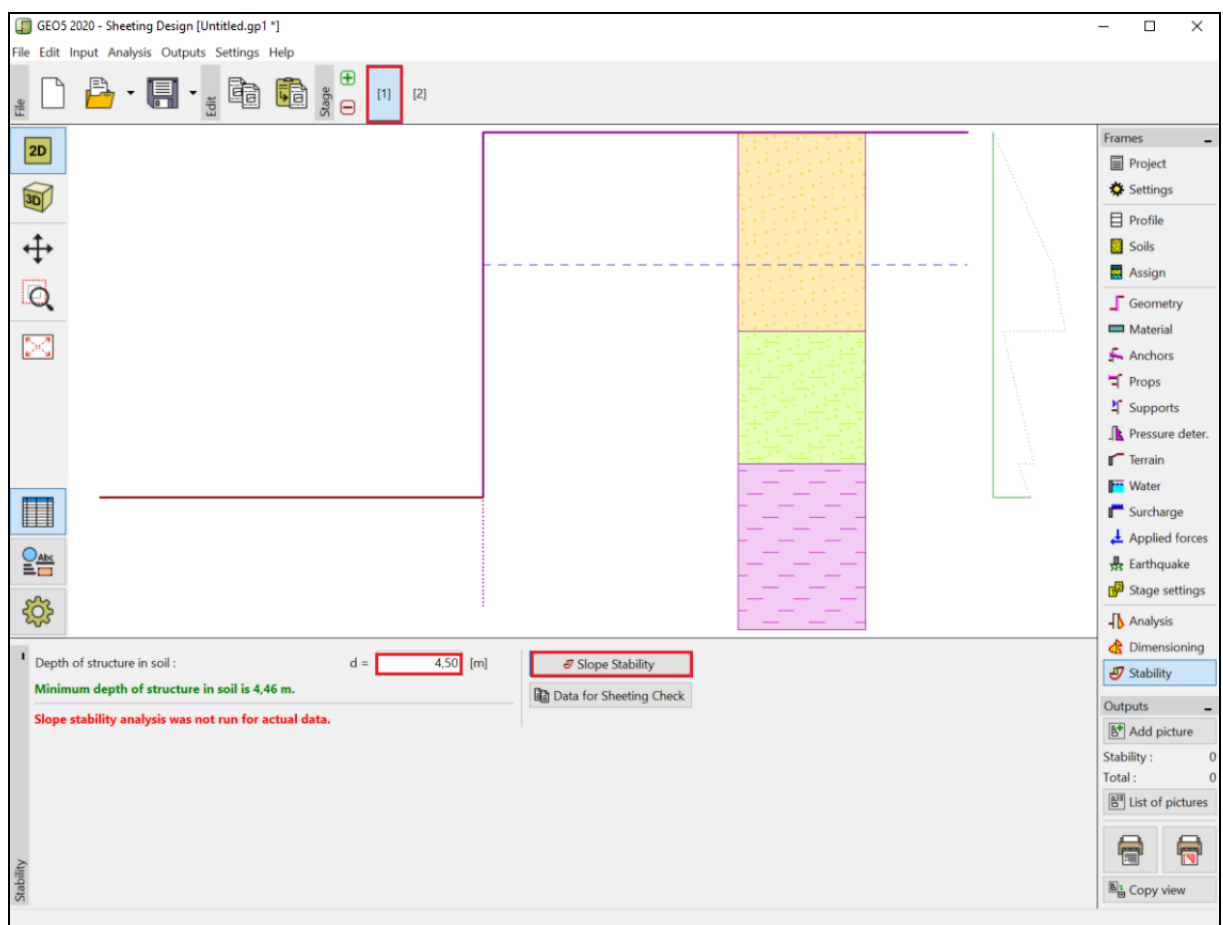 GEO5 2020 - Sheeting Design [Untitled.gp1 *]
File Edit Input Analysis Outputs Settings Help
File
Edit
Stage
[1]
[2]
2D
3D
Abc
Frames
Project
Settings
Profile
Soils
Assign
Geometry
Material
Anchors
Props
Supports
Pressure deter.
Terrain
Water
Surcharge
Applied forces
Earthquake
Stage settings
Analysis
Dimensioning
Stability
Outputs
Add picture
Stability : 0
Total : 0
List of pictures
Copy view
Stability
Depth of structure in soil : d = 4,50 [m]
Minimum depth of structure in soil is 4,46 m.
Slope stability analysis was not run for actual data.
Slope Stability
Data for Sheeting Check